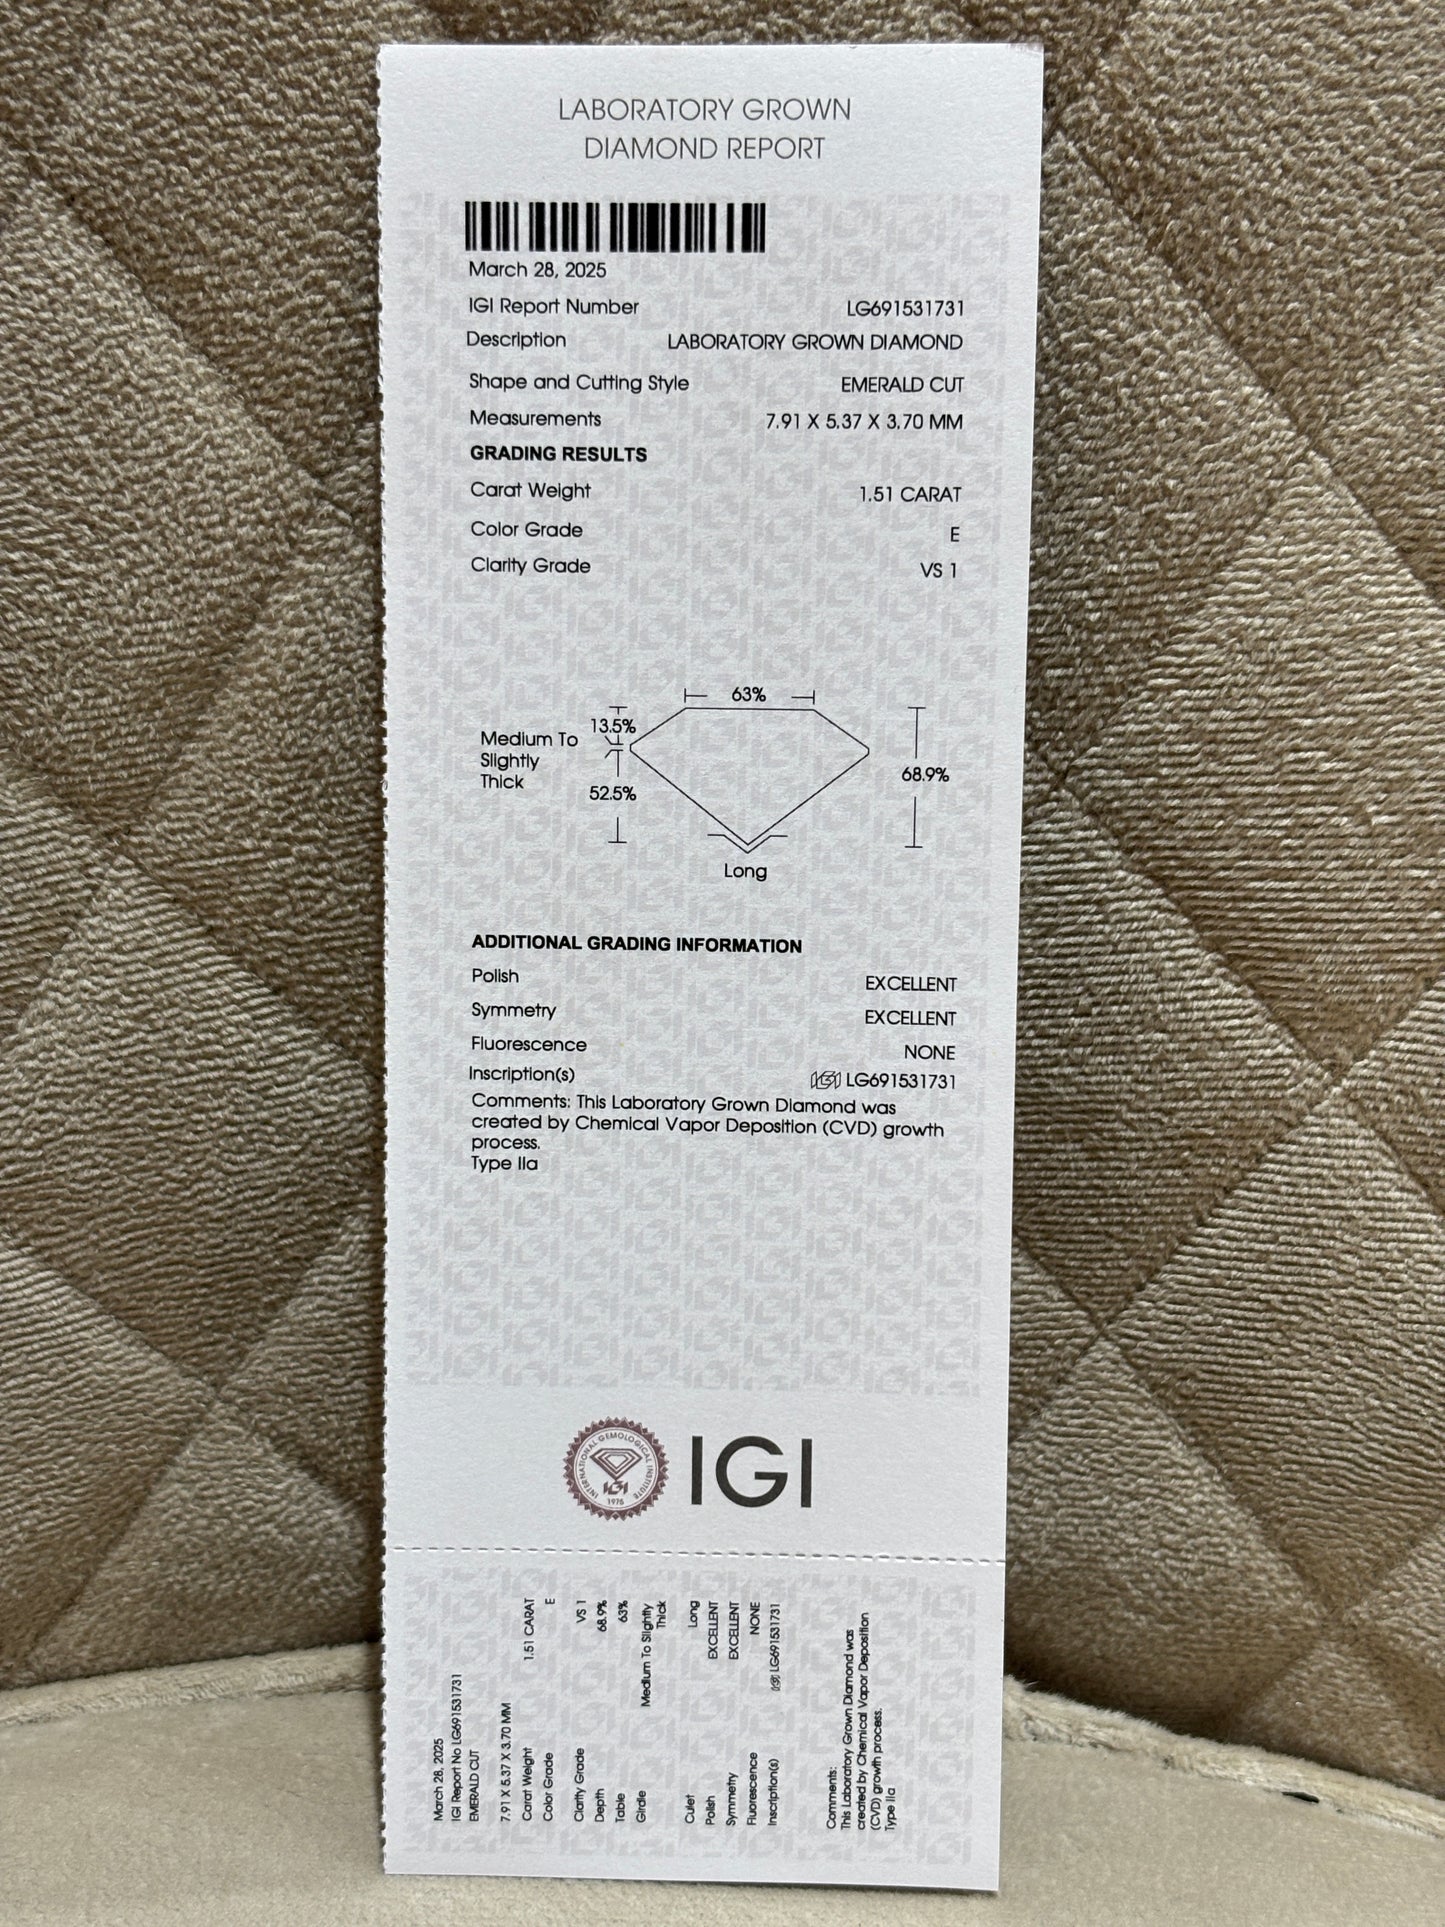 LABORATORY GROWN
DIAMOND REPORT
March 28, 2025
IGI Report Number LG691531731
Description LABORATORY GROWN DIAMOND
Shape and Cutting Style EMERALD CUT
Measurements 7.91 X 5.37 X 3.70 MM
GRADING RESULTS
Carat Weight 1.51 CARAT
Color Grade E
Clarity Grade VS 1
63%
13.5%
Medium To
Slightly
Thick
52.5%
68.9%
Long
ADDITIONAL GRADING INFORMATION
Polish EXCELLENT
Symmetry EXCELLENT
Fluorescence NONE
Inscription(s) IGI LG691531731
Comments: This Laboratory Grown Diamond was
created by Chemical Vapor Deposition (CVD) growth
process.
Type IIa
INTERNATIONAL GEMOLOGICAL INSTITUTE
IGI
1975
IGI
March 28, 2025
IGI Report No LG691531731
EMERALD CUT
7.91 X 5.37 X 3.70 MM
Carat Weight 1.51 CARAT
Color Grade E
Clarity Grade VS 1
Depth 68.9%
Table 63%
Girdle Medium To Slightly
Thick
Culet Long
Polish EXCELLENT
Symmetry EXCELLENT
Fluorescence NONE
Inscription(s) IGI LG691531731
Comments:
This Laboratory Grown Diamond was
created by Chemical Vapor Deposition
(CVD) growth process.
Type IIa